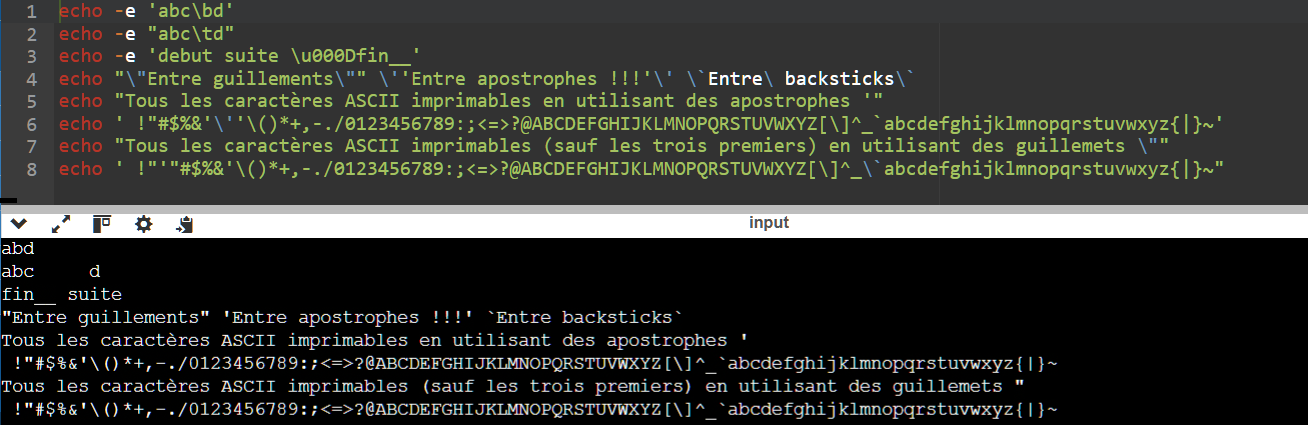 1 echo -e 'abc\bd'
2 echo -e "abc\td"
3 echo -e 'debut suite \u000Dfin__'
4 echo "\"Entre guillements\"" \''Entre apostrophes !!!'\' \`Entre\ backsticks\`
5 echo "Tous les caractères ASCII imprimables en utilisant des apostrophes '"
6 echo ' !"#$%&'\''\()*+,-./0123456789:;<=>?@ABCDEFGHIJKLMNOPQRSTUVWXYZ[\]^_`abcdefghijklmnopqrstuvwxyz{|}~'
7 echo "Tous les caractères ASCII imprimables (sauf les trois premiers) en utilisant des guillemets \""
8 echo ' !"'"#$%&'\()*+,-./0123456789:;<=>?@ABCDEFGHIJKLMNOPQRSTUVWXYZ[\]^_\`abcdefghijklmnopqrstuvwxyz{|}~"
input
abd
abc     d
fin__ suite
"Entre guillements" 'Entre apostrophes !!!' `Entre backsticks`
Tous les caractères ASCII imprimables en utilisant des apostrophes '
 !"#$%&'\()*+,-./0123456789:;<=>?@ABCDEFGHIJKLMNOPQRSTUVWXYZ[\]^_`abcdefghijklmnopqrstuvwxyz{|}~
Tous les caractères ASCII imprimables (sauf les trois premiers) en utilisant des guillemets "
 !"#$%&'\()*+,-./0123456789:;<=>?@ABCDEFGHIJKLMNOPQRSTUVWXYZ[\]^_`abcdefghijklmnopqrstuvwxyz{|}~